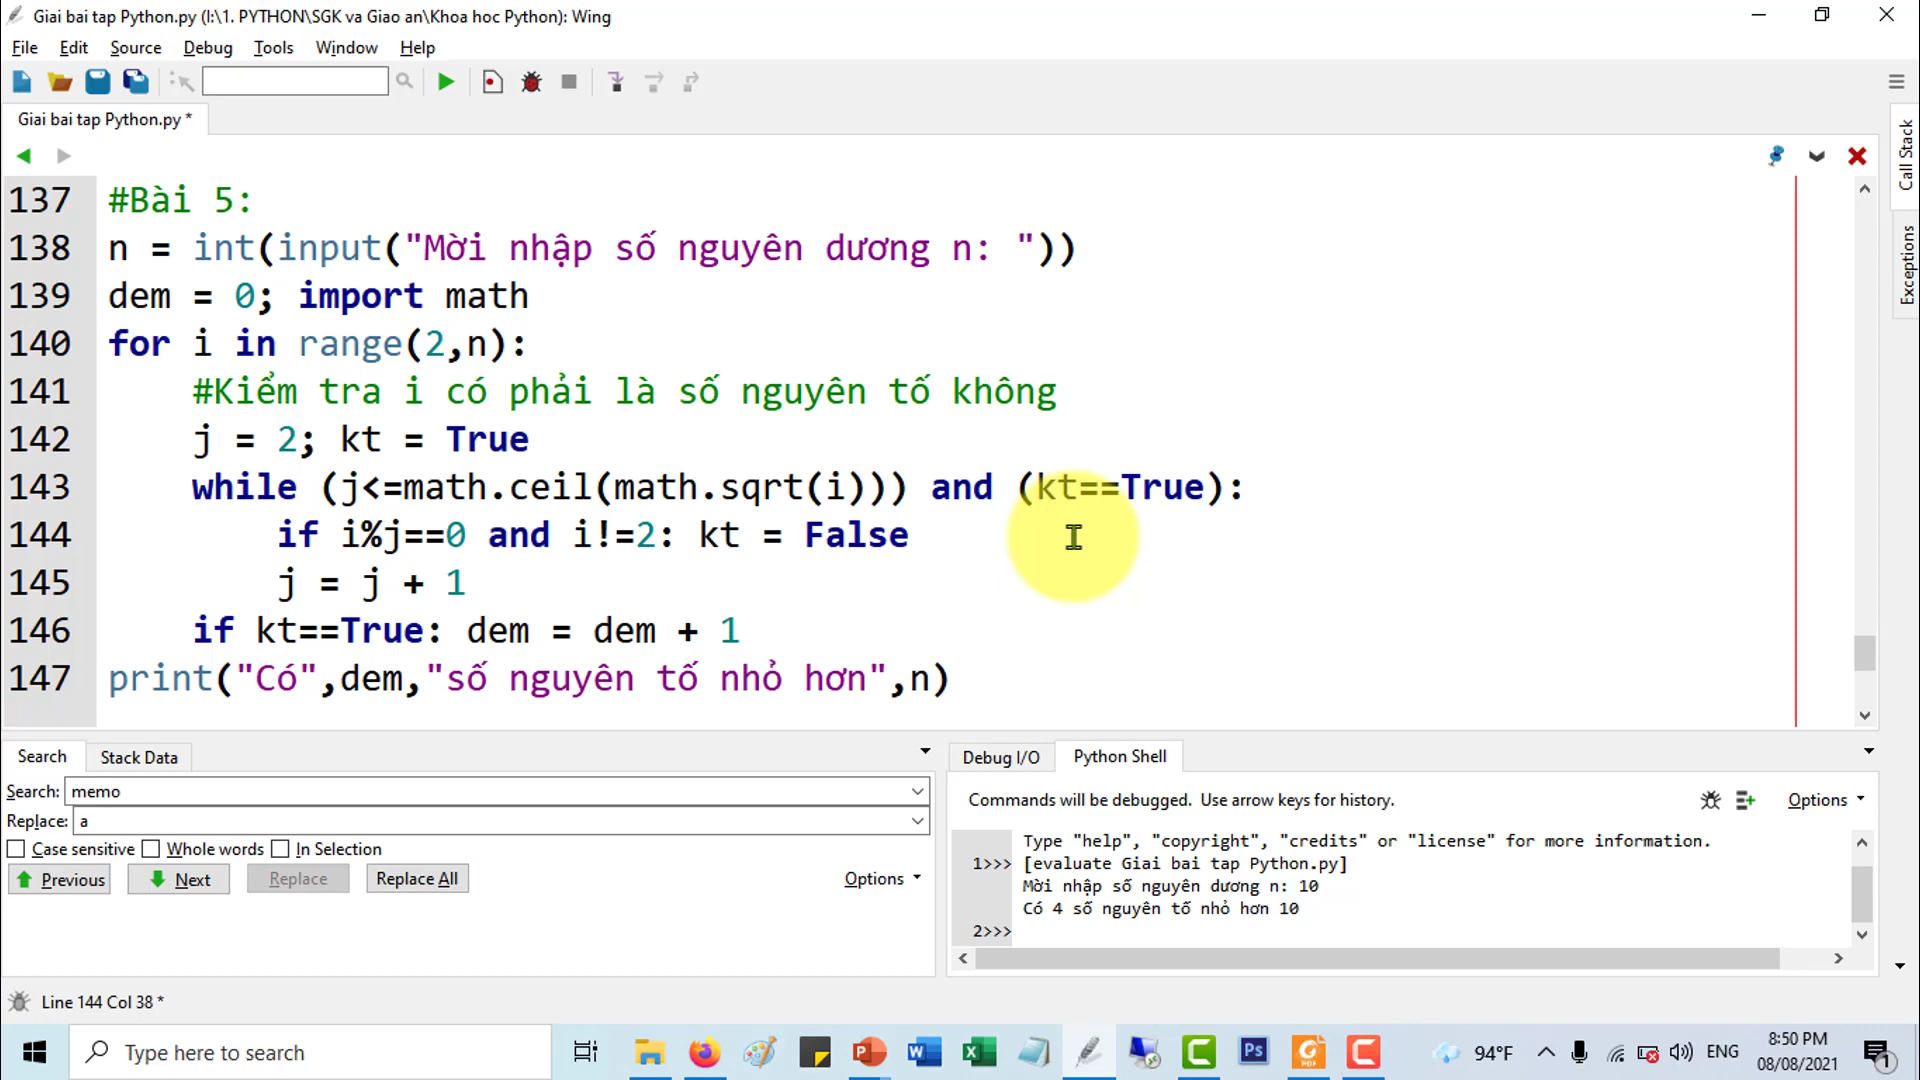 Giai bai tap Python.py (I:\1. PYTHON\SGK va Giao an\Khoa hoc Python): Wing
File Edit Source Debug Tools Window Help
Giai bai tap Python.py *
Call Stack
Exceptions
137 #Bài 5:
138 n = int(input("Mời nhập số nguyên dương n: "))
139 dem = 0; import math
140 for i in range(2,n):
141 #Kiểm tra i có phải là số nguyên tố không
142 j = 2; kt = True
143 while (j<=math.ceil(math.sqrt(i))) and (kt==True):
144 if i%j==0 and i!=2: kt = False
145 j = j + 1
146 if kt==True: dem = dem + 1
147 print("Có",dem,"số nguyên tố nhỏ hơn",n)
Search Stack Data
Search: memo
Replace: a
Case sensitive Whole words In Selection
Previous Next Replace Replace All Options
Debug I/O Python Shell
Commands will be debugged. Use arrow keys for history. Options
Type "help", "copyright", "credits" or "license" for more information.
1>>> [evaluate Giai bai tap Python.py]
Mời nhập số nguyên dương n: 10
Có 4 số nguyên tố nhỏ hơn 10
2>>>
Line 144 Col 38 *
Type here to search
94°F
ENG
8:50 PM
08/08/2021
1